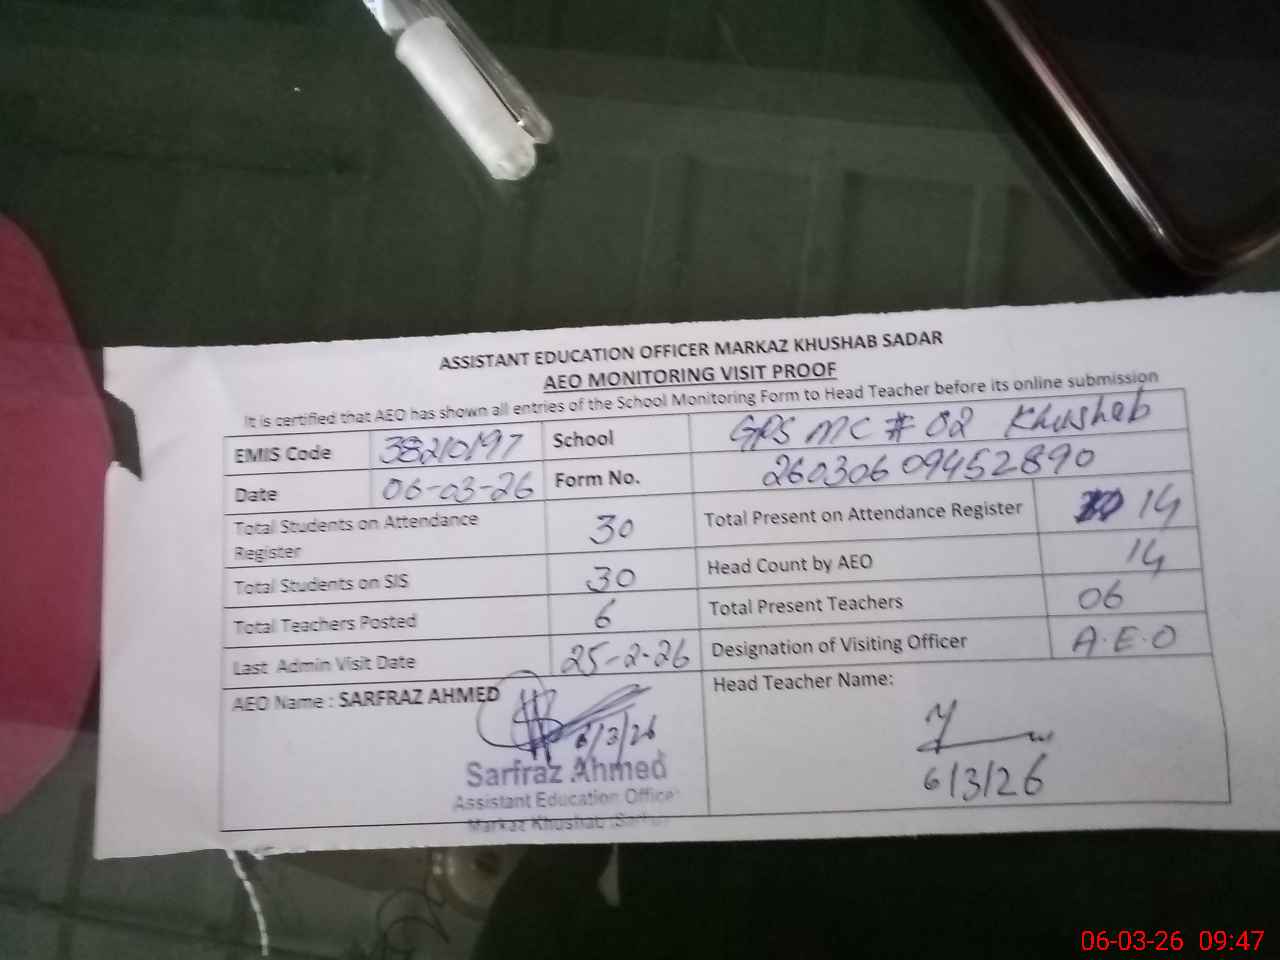 ASSISTANT EDUCATION OFFICER MARKAZ KHUSHAB SADAR
AEO MONITORING VISIT PROOF
It is certified that AEO has shown all entries of the School Monitoring Form to Head Teacher before its online submission
EMIS Code 38210197 School GPS MC # 02 Khushab
Date 06-03-26 Form No. 26030609452890
Total Students on Attendance Register 30 Total Present on Attendance Register 14
Total Students on SIS 30 Head Count by AEO 14
Total Teachers Posted 6 Total Present Teachers 06
Last Admin Visit Date 25-2-26 Designation of Visiting Officer A.E.O
AEO Name : SARFRAZ AHMED Head Teacher Name:
6/3/26
Sarfraz Ahmed
Assistant Education Officer
Markaz Khushab
6/3/26
06-03-26 09:47